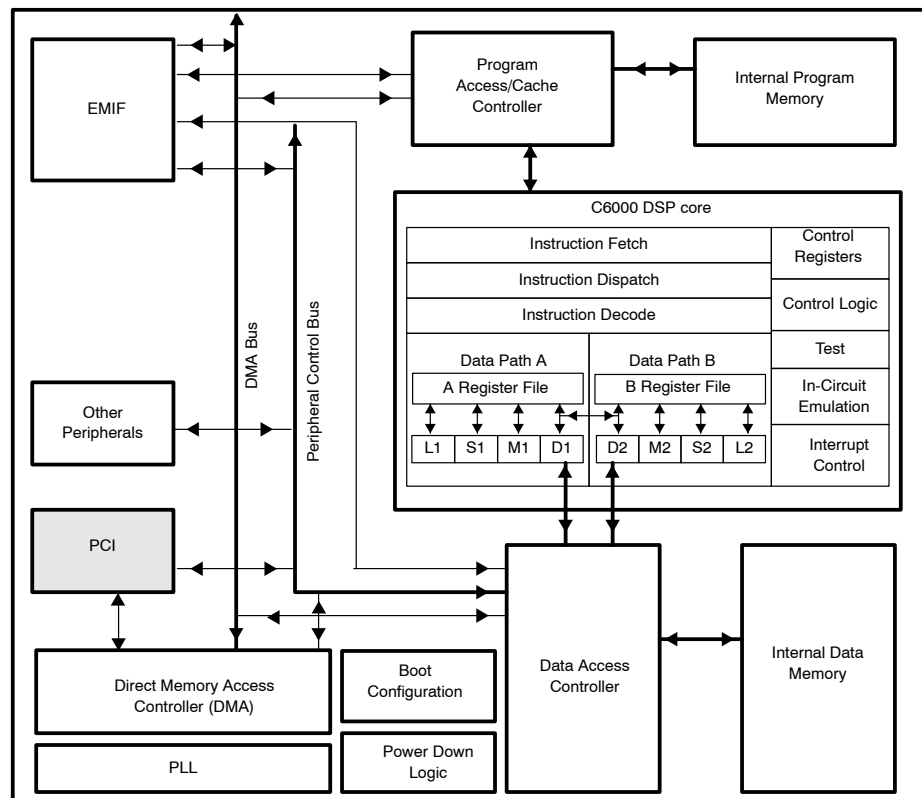 EMIF
Program
Access/Cache
Controller
Internal Program
Memory
C6000 DSP core
Instruction Fetch
Instruction Dispatch
Instruction Decode
Control
Registers
Control Logic
Test
In-Circuit
Emulation
Interrupt
Control
Data Path A
A Register File
L1 S1 M1 D1
Data Path B
B Register File
D2 M2 S2 L2
DMA Bus
Peripheral Control Bus
Other
Peripherals
PCI
Direct Memory Access
Controller (DMA)
PLL
Boot
Configuration
Power Down
Logic
Data Access
Controller
Internal Data
Memory